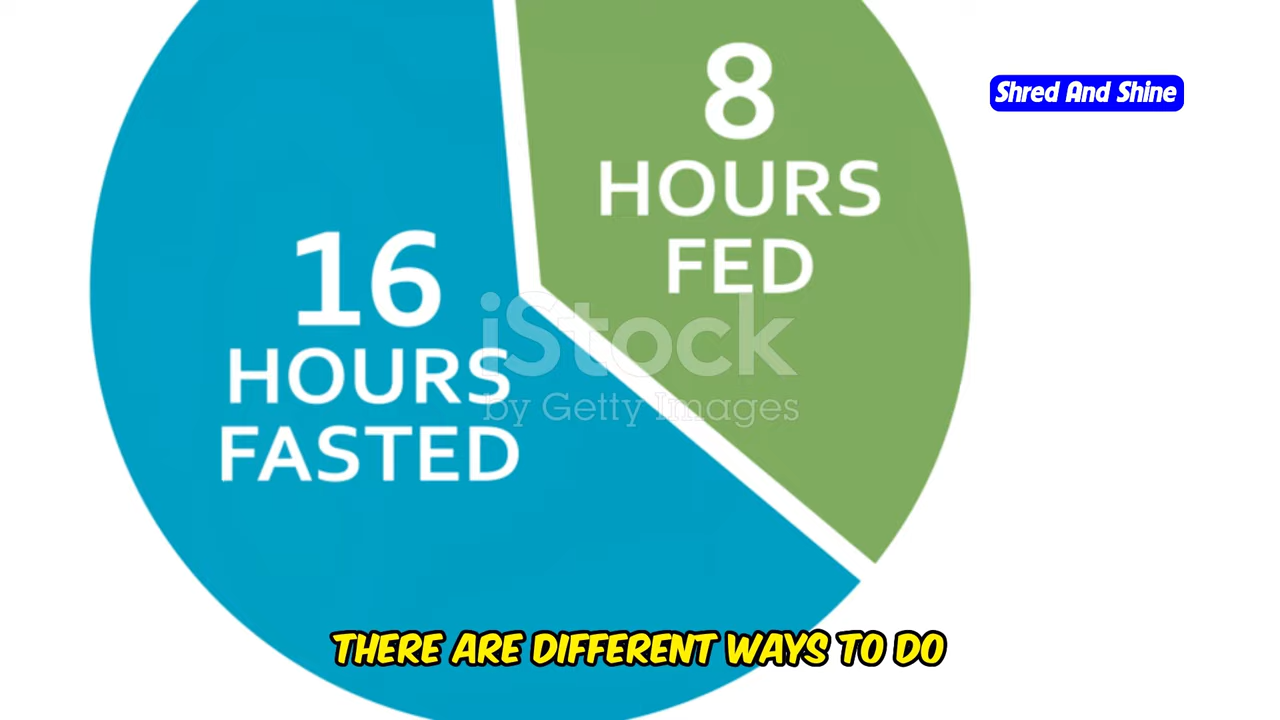 8
HOURS
FED
Shred And Shine
16
HOURS
FASTED
iStock
by Getty Images
THERE ARE DIFFERENT WAYS TO DO